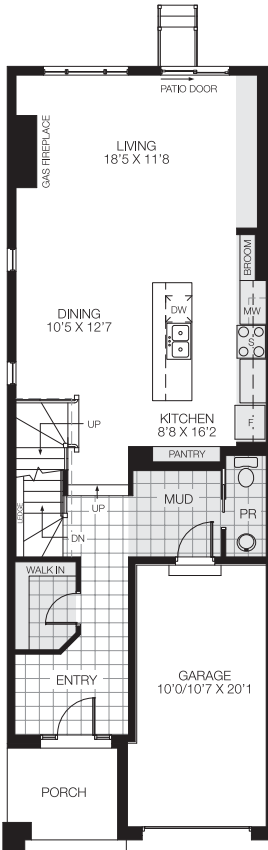 PATIO DOOR
GAS FIREPLACE
LIVING
18'5 X 11'8
BROOM
DW
MW
S
DINING
10'5 X 12'7
F
KITCHEN
8'8 X 16'2
UP
PANTRY
MUD
UP
PR
LEDGE
DN
WALK IN
ENTRY
GARAGE
10'0/10'7 X 20'1
PORCH